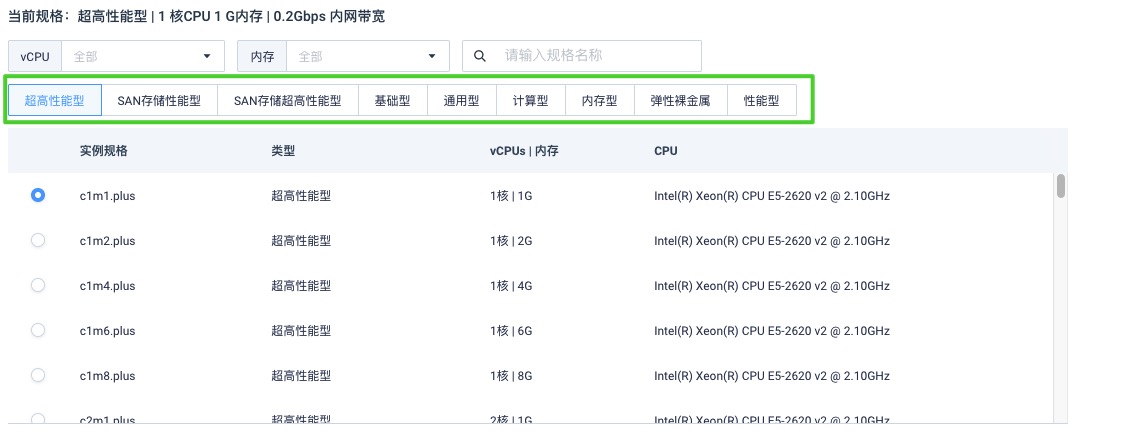 当前规格：超高性能型 | 1 核CPU 1 G内存 | 0.2Gbps 内网带宽
vCPU 全部 内存 全部 请输入规格名称
超高性能型 SAN存储性能型 SAN存储超高性能型 基础型 通用型 计算型 内存型 弹性裸金属 性能型
实例规格 类型 vCPUs | 内存 CPU
c1m1.plus 超高性能型 1核 | 1G Intel(R) Xeon(R) CPU E5-2620 v2 @ 2.10GHz
c1m2.plus 超高性能型 1核 | 2G Intel(R) Xeon(R) CPU E5-2620 v2 @ 2.10GHz
c1m4.plus 超高性能型 1核 | 4G Intel(R) Xeon(R) CPU E5-2620 v2 @ 2.10GHz
c1m6.plus 超高性能型 1核 | 6G Intel(R) Xeon(R) CPU E5-2620 v2 @ 2.10GHz
c1m8.plus 超高性能型 1核 | 8G Intel(R) Xeon(R) CPU E5-2620 v2 @ 2.10GHz
c2m1.plus 超高性能型 2核 | 1G Intel(R) Xeon(R) CPU E5-2620 v2 @ 2.10GHz